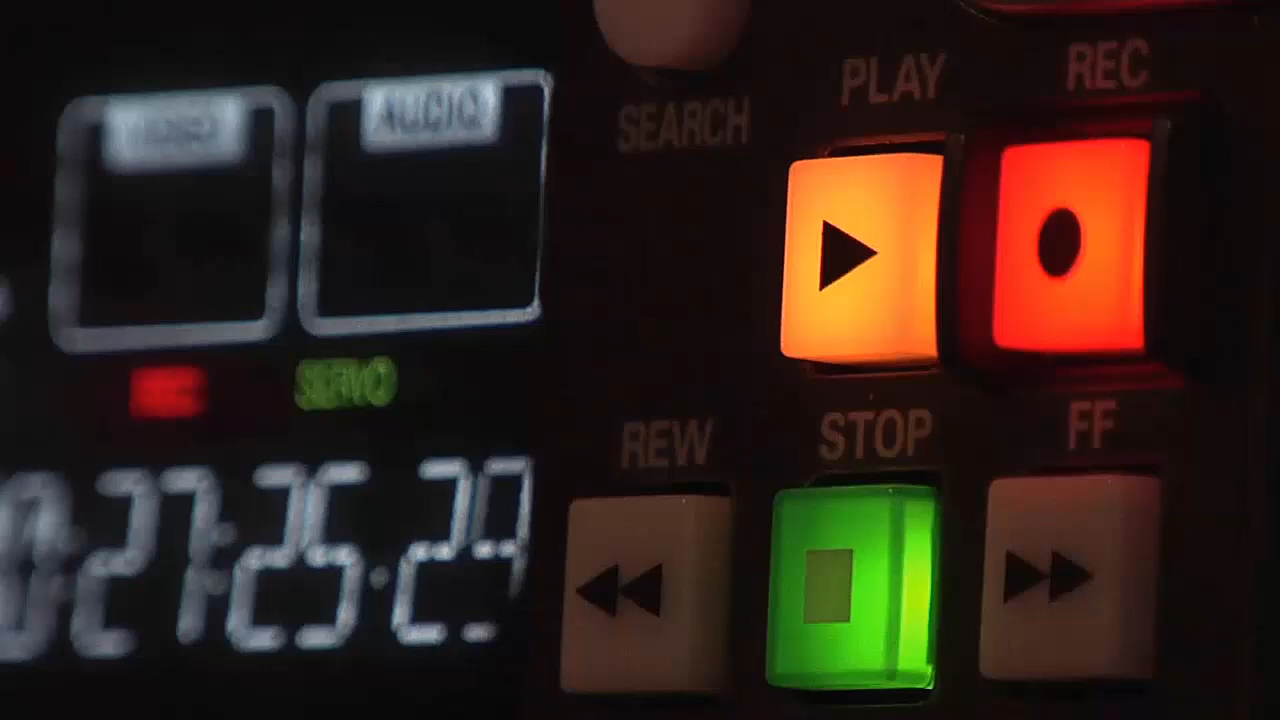 PLAY REC
AUDIO
SEARCH
SERVO
REW STOP FF
27:25.29